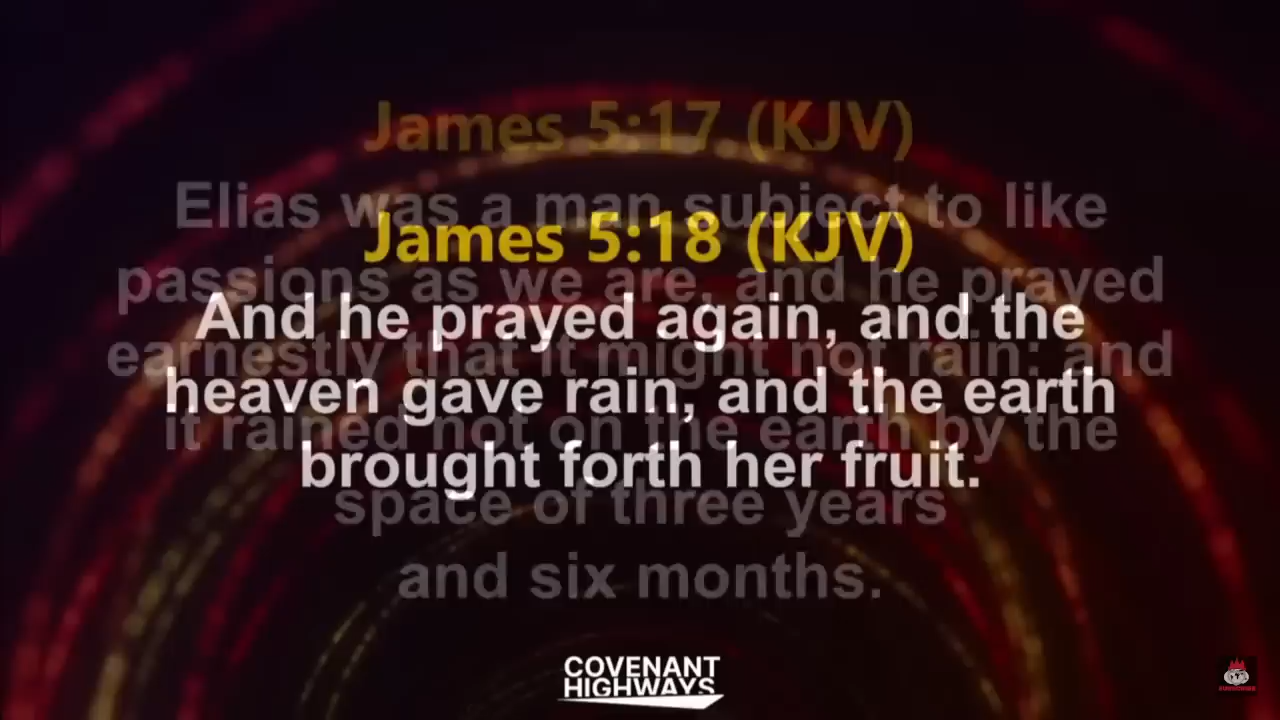 James 5:17 (KJV)
Elias was a man subject to like
passions as we are, and he prayed
earnestly that it might not rain: and
it rained not on the earth by the
space of three years
and six months.
James 5:18 (KJV)
And he prayed again, and the
heaven gave rain, and the earth
brought forth her fruit.
COVENANT
HIGHWAYS